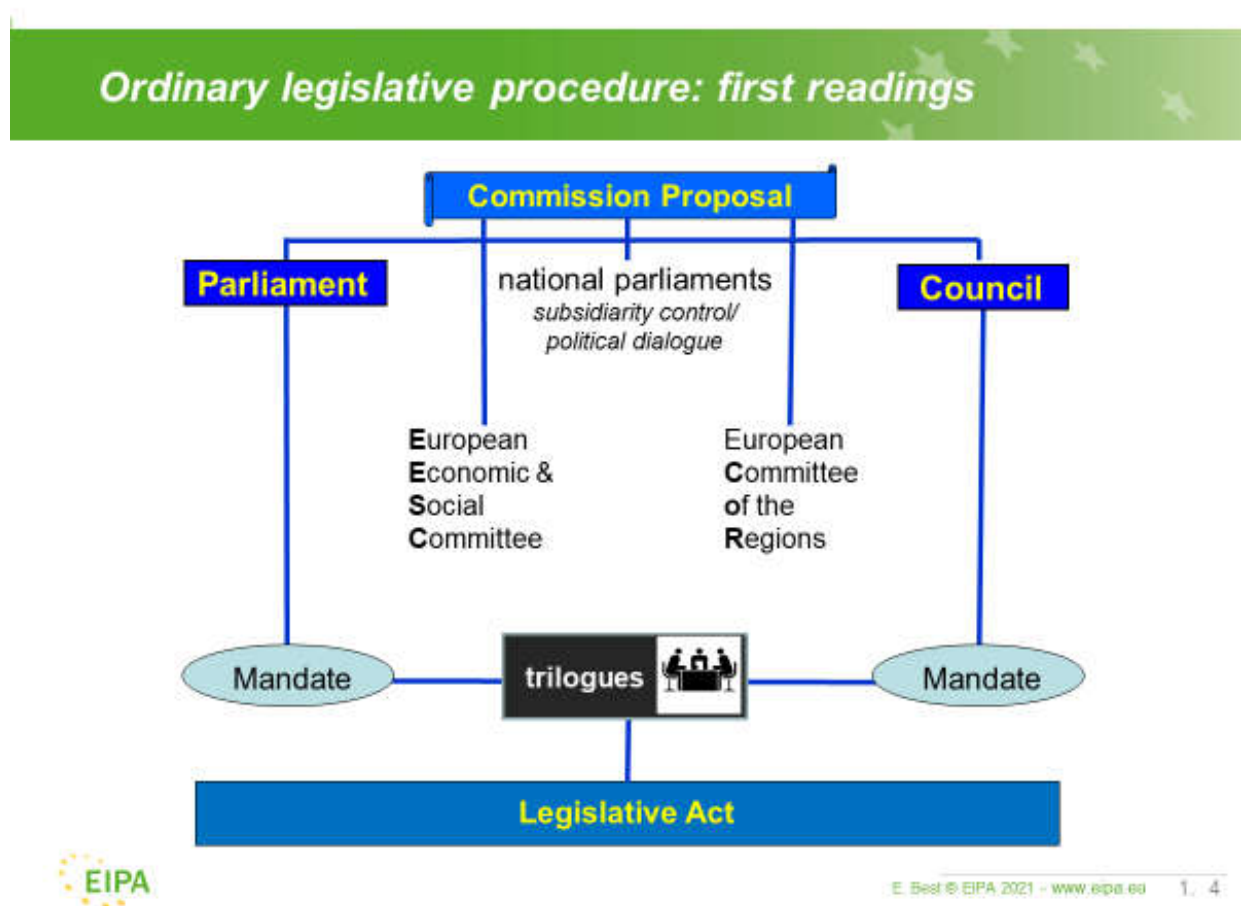 Ordinary legislative procedure: first readings
Commission Proposal
Parliament
national parliaments
subsidiarity control/
political dialogue
Council
European
Economic &
Social
Committee
European
Committee
of the
Regions
Mandate
trilogues
Mandate
Legislative Act
EIPA
E. Best © EIPA 2021 - www.eipa.eu
1. 4